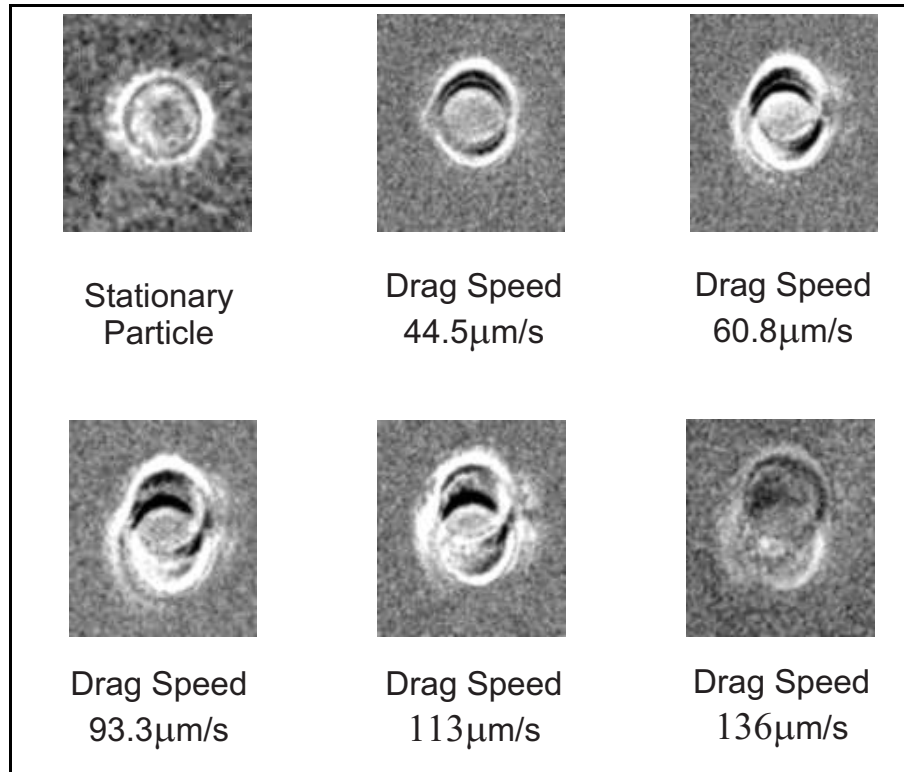 Stationary
Particle
Drag Speed
44.5μm/s
Drag Speed
60.8μm/s
Drag Speed
93.3μm/s
Drag Speed
113μm/s
Drag Speed
136μm/s